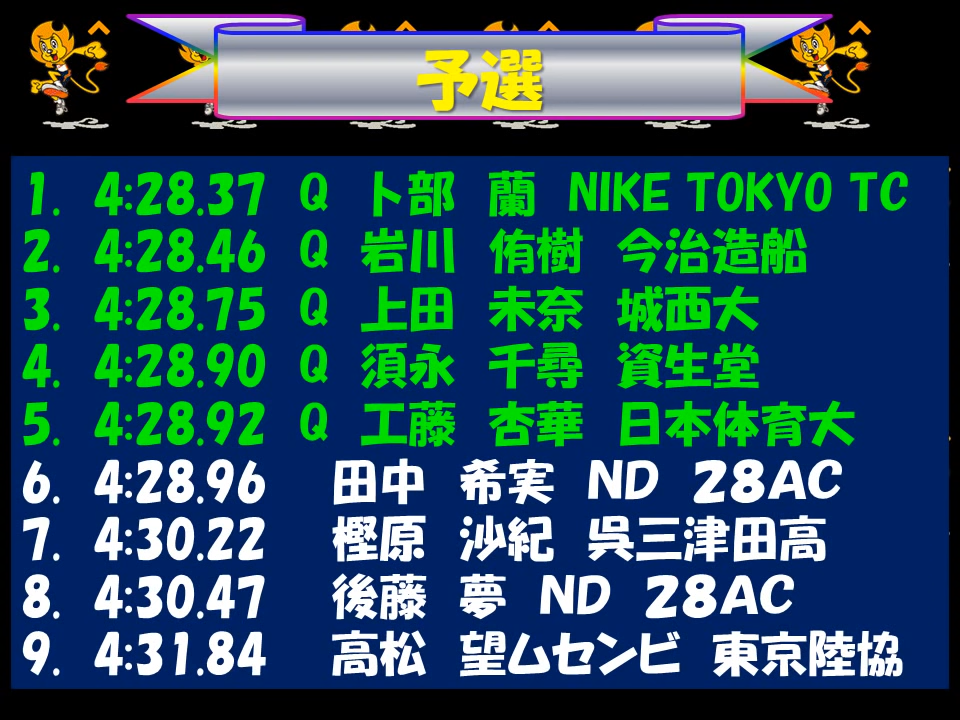 予選
1. 4:28.37 Q 卜部 蘭 NIKE TOKYO TC
2. 4:28.46 Q 岩川 侑樹 今治造船
3. 4:28.75 Q 上田 未奈 城西大
4. 4:28.90 Q 須永 千尋 資生堂
5. 4:28.92 Q 工藤 杏華 日本体育大
6. 4:28.96 田中 希実 ND 28AC
7. 4:30.22 樫原 沙紀 呉三津田高
8. 4:30.47 後藤 夢 ND 28AC
9. 4:31.84 高松 望ムセンビ 東京陸協